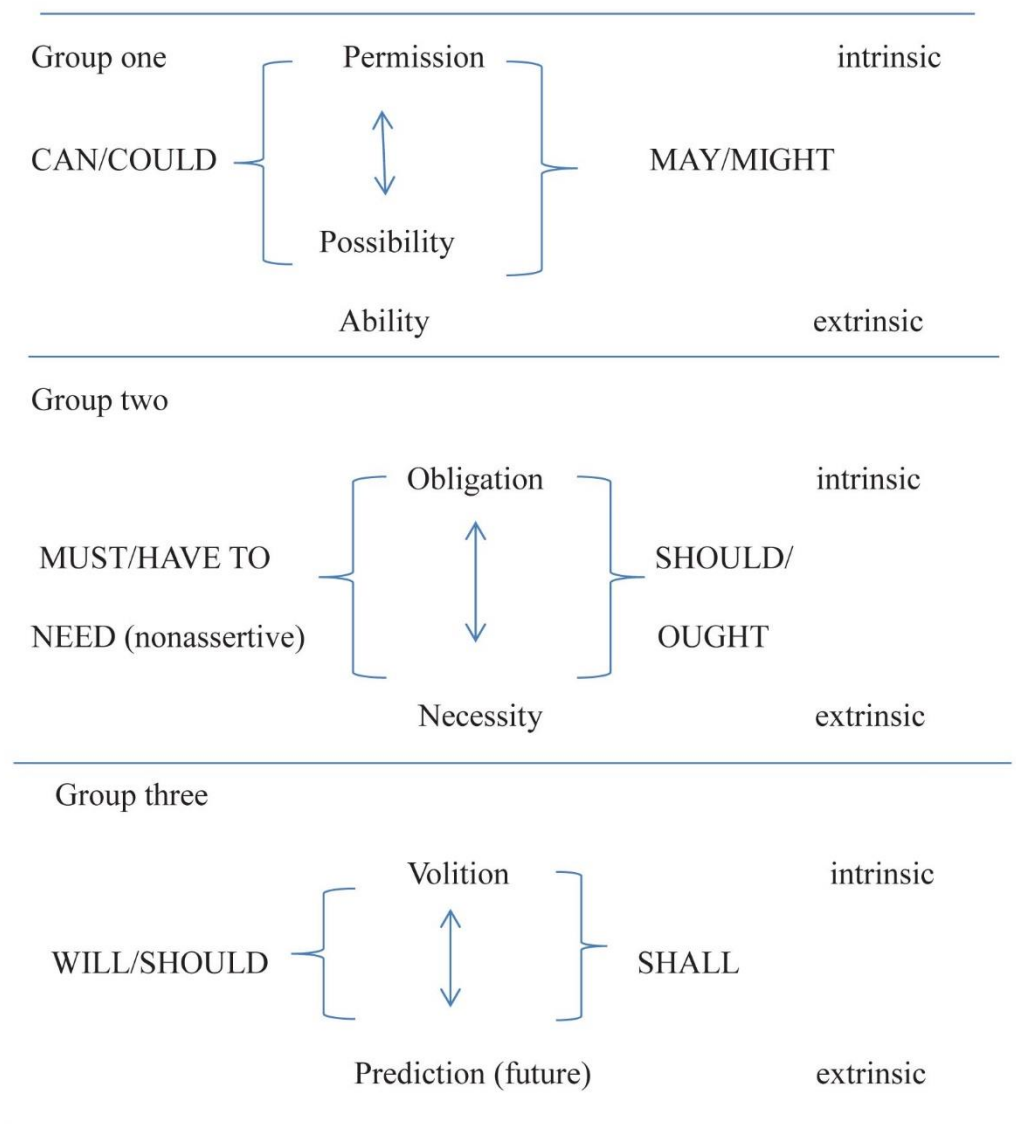 Group one Permission intrinsic
CAN/COULD MAY/MIGHT
Possibility
Ability extrinsic
Group two
Obligation intrinsic
MUST/HAVE TO SHOULD/
NEED (nonassertive) OUGHT
Necessity extrinsic
Group three
Volition intrinsic
WILL/SHOULD SHALL
Prediction (future) extrinsic